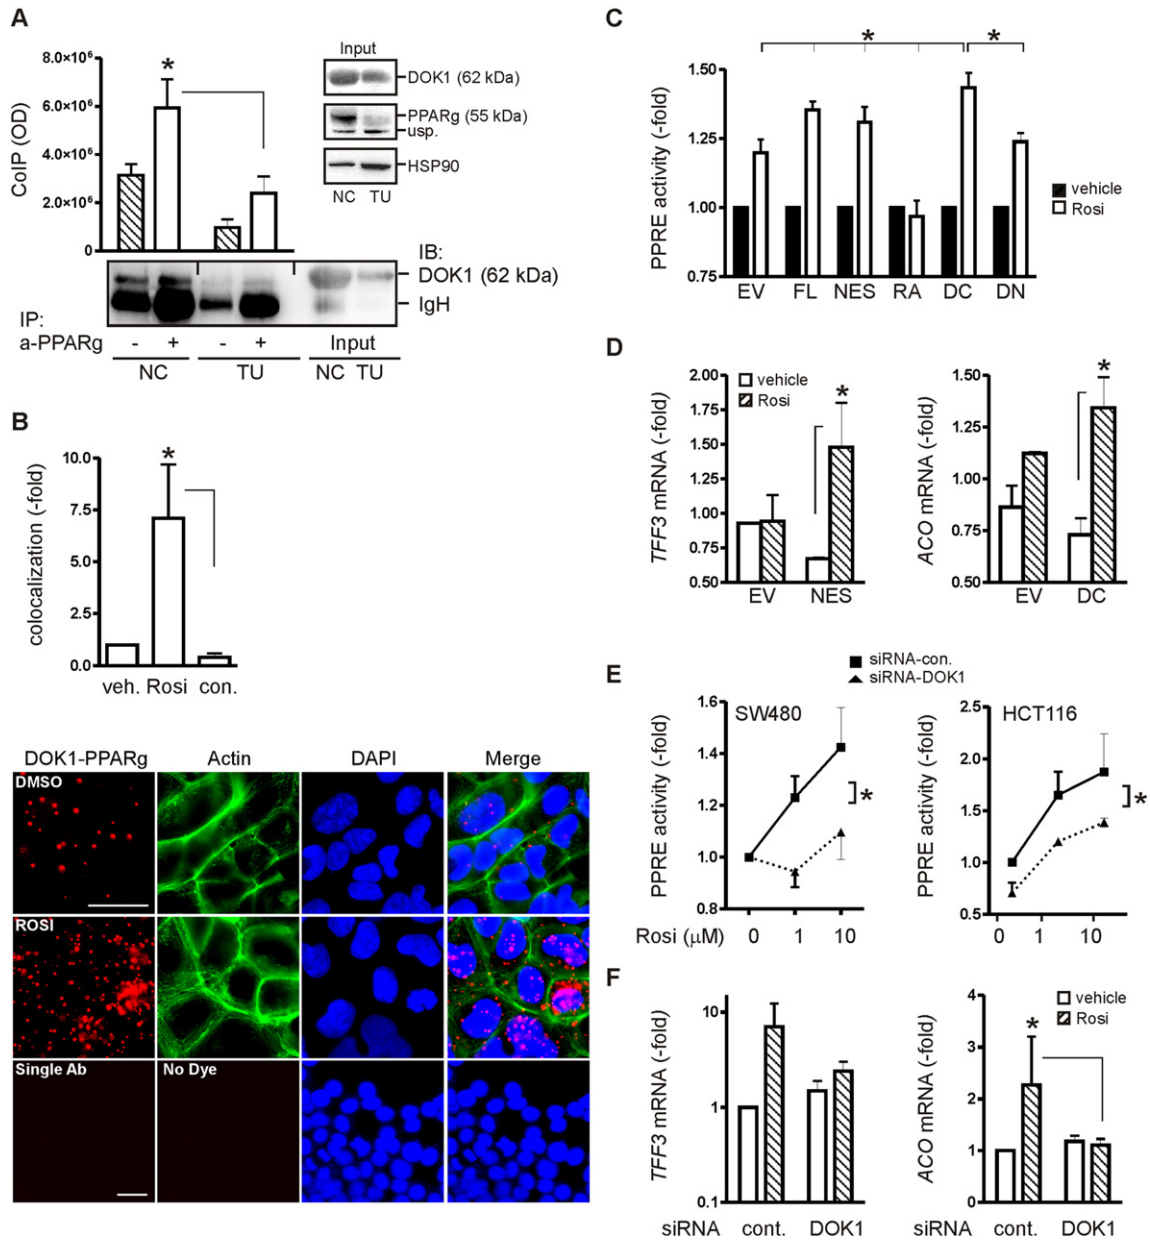 A
8.0×10⁶
6.0×10⁶
4.0×10⁶
2.0×10⁶
0
CoIP (OD)
*
Input
DOK1 (62 kDa)
PPARg (55 kDa)
usp.
HSP90
NC TU
IB:
DOK1 (62 kDa)
IgH
IP:
a-PPARg - + - + Input
NC TU NC TU
B
*
10.0
7.5
5.0
2.5
0.0
colocalization (-fold)
veh. Rosi con.
DOK1-PPARg Actin DAPI Merge
DMSO
ROSI
Single Ab No Dye
C
* *
1.50
1.25
1.00
0.75
PPRE activity (-fold)
vehicle
Rosi
EV FL NES RA DC DN
D
2.00
1.75
1.50
1.25
1.00
0.75
0.50
TFF3 mRNA (-fold)
vehicle
Rosi
*
EV NES
1.50
1.25
1.00
0.75
0.50
ACO mRNA (-fold)
*
EV DC
E
siRNA-con.
siRNA-DOK1
1.6
1.4
1.2
1.0
0.8
PPRE activity (-fold)
SW480
*
Rosi (µM) 0 1 10
2.5
2.0
1.5
1.0
0.5
PPRE activity (-fold)
HCT116
*
0 1 10
F
10
1
0.1
TFF3 mRNA (-fold)
siRNA cont. DOK1
4
3
2
1
0
ACO mRNA (-fold)
vehicle
Rosi
*
siRNA cont. DOK1